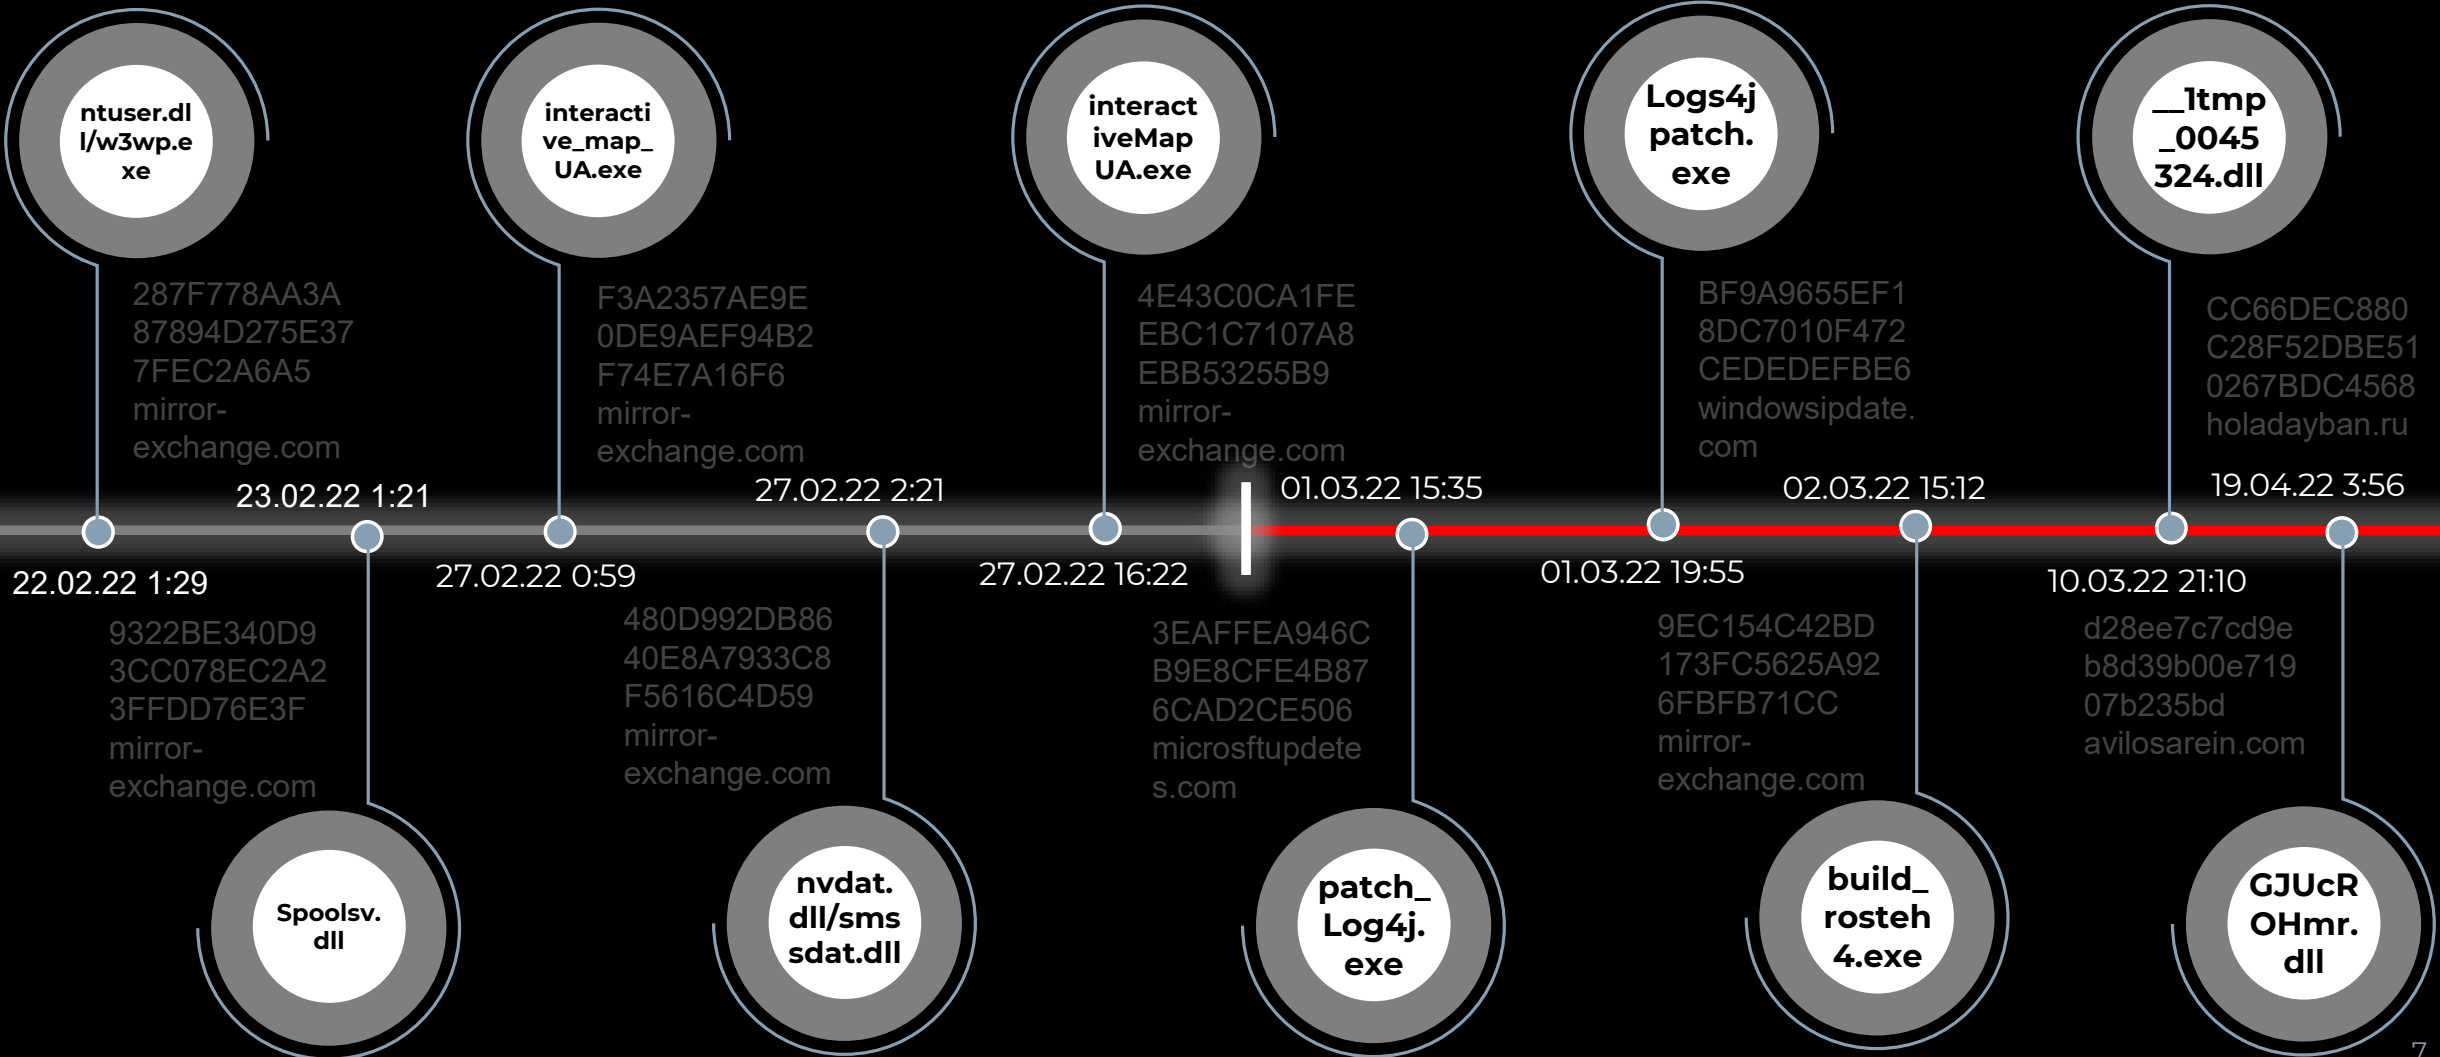 ntuser.dl
l/w3wp.e
xe
287F778AA3A
87894D275E37
7FEC2A6A5
mirror-
exchange.com
22.02.22 1:29
23.02.22 1:21
9322BE340D9
3CC078EC2A2
3FFDD76E3F
mirror-
exchange.com
Spoolsv.
dll
interacti
ve_map_
UA.exe
F3A2357AE9E
0DE9AEF94B2
F74E7A16F6
mirror-
exchange.com
27.02.22 0:59
27.02.22 2:21
480D992DB86
40E8A7933C8
F5616C4D59
mirror-
exchange.com
nvdat.
dll/sms
sdat.dll
interact
iveMap
UA.exe
4E43C0CA1FE
EBC1C7107A8
EBB53255B9
mirror-
exchange.com
27.02.22 16:22
01.03.22 15:35
3EAFFEA946C
B9E8CFE4B87
6CAD2CE506
microsftupdete
s.com
patch_
Log4j.
exe
Logs4j
patch.
exe
BF9A9655EF1
8DC7010F472
CEDEDEFBE6
windowsipdate.
com
01.03.22 19:55
02.03.22 15:12
9EC154C42BD
173FC5625A92
6FBFB71CC
mirror-
exchange.com
build_
rosteh
4.exe
__1tmp
_0045
324.dll
CC66DEC880
C28F52DBE51
0267BDC4568
holadayban.ru
10.03.22 21:10
19.04.22 3:56
d28ee7c7cd9e
b8d39b00e719
07b235bd
avilosarein.com
GJUcR
OHmr.
dll
7